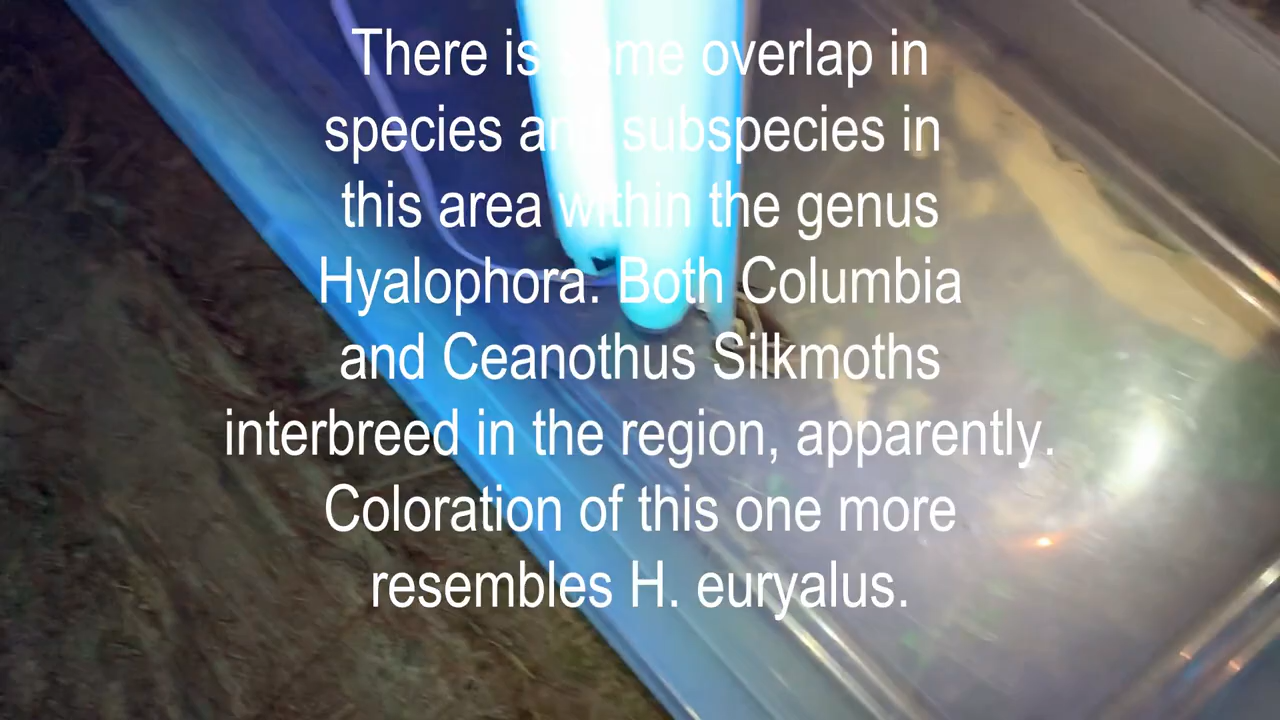 There is some overlap in
species and subspecies in
this area within the genus
Hyalophora. Both Columbia
and Ceanothus Silkmoths
interbreed in the region, apparently.
Coloration of this one more
resembles H. euryalus.